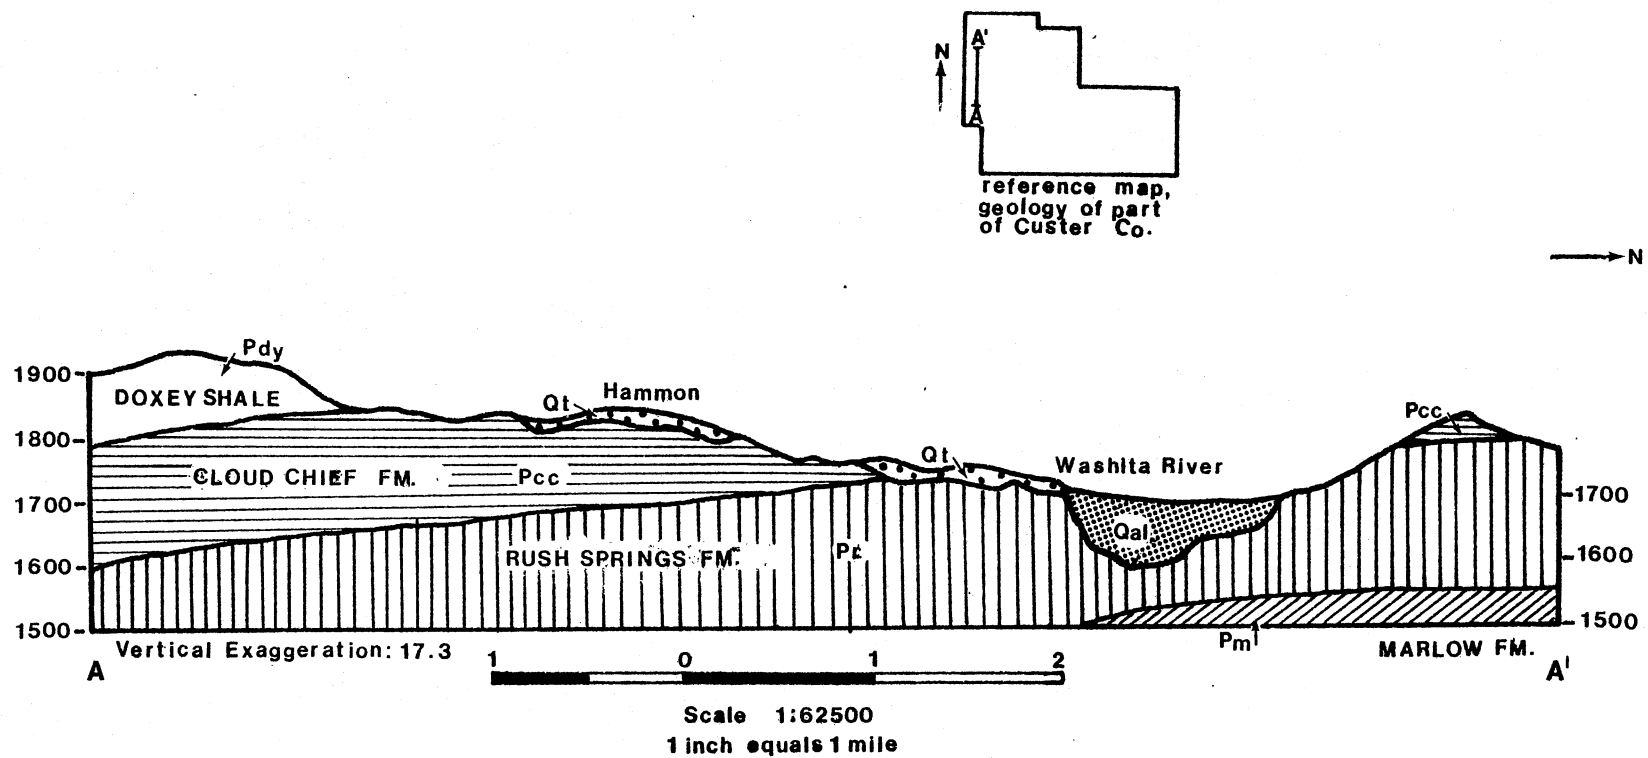 A'
N
A
reference map,
geology of part
of Custer Co.
N
Pdy
1900
DOXEY SHALE
Hammon
Qt
Pcc
1800
Qt
Washita River
CLOUD CHIEF FM.
Pcc
1700
1700
Qal
RUSH SPRINGS FM.
1600
1600
1500
1500
Pm
MARLOW FM.
Vertical Exaggeration: 17.3
1 0 1 2
A
A'
Scale 1:62500
1 inch equals 1 mile